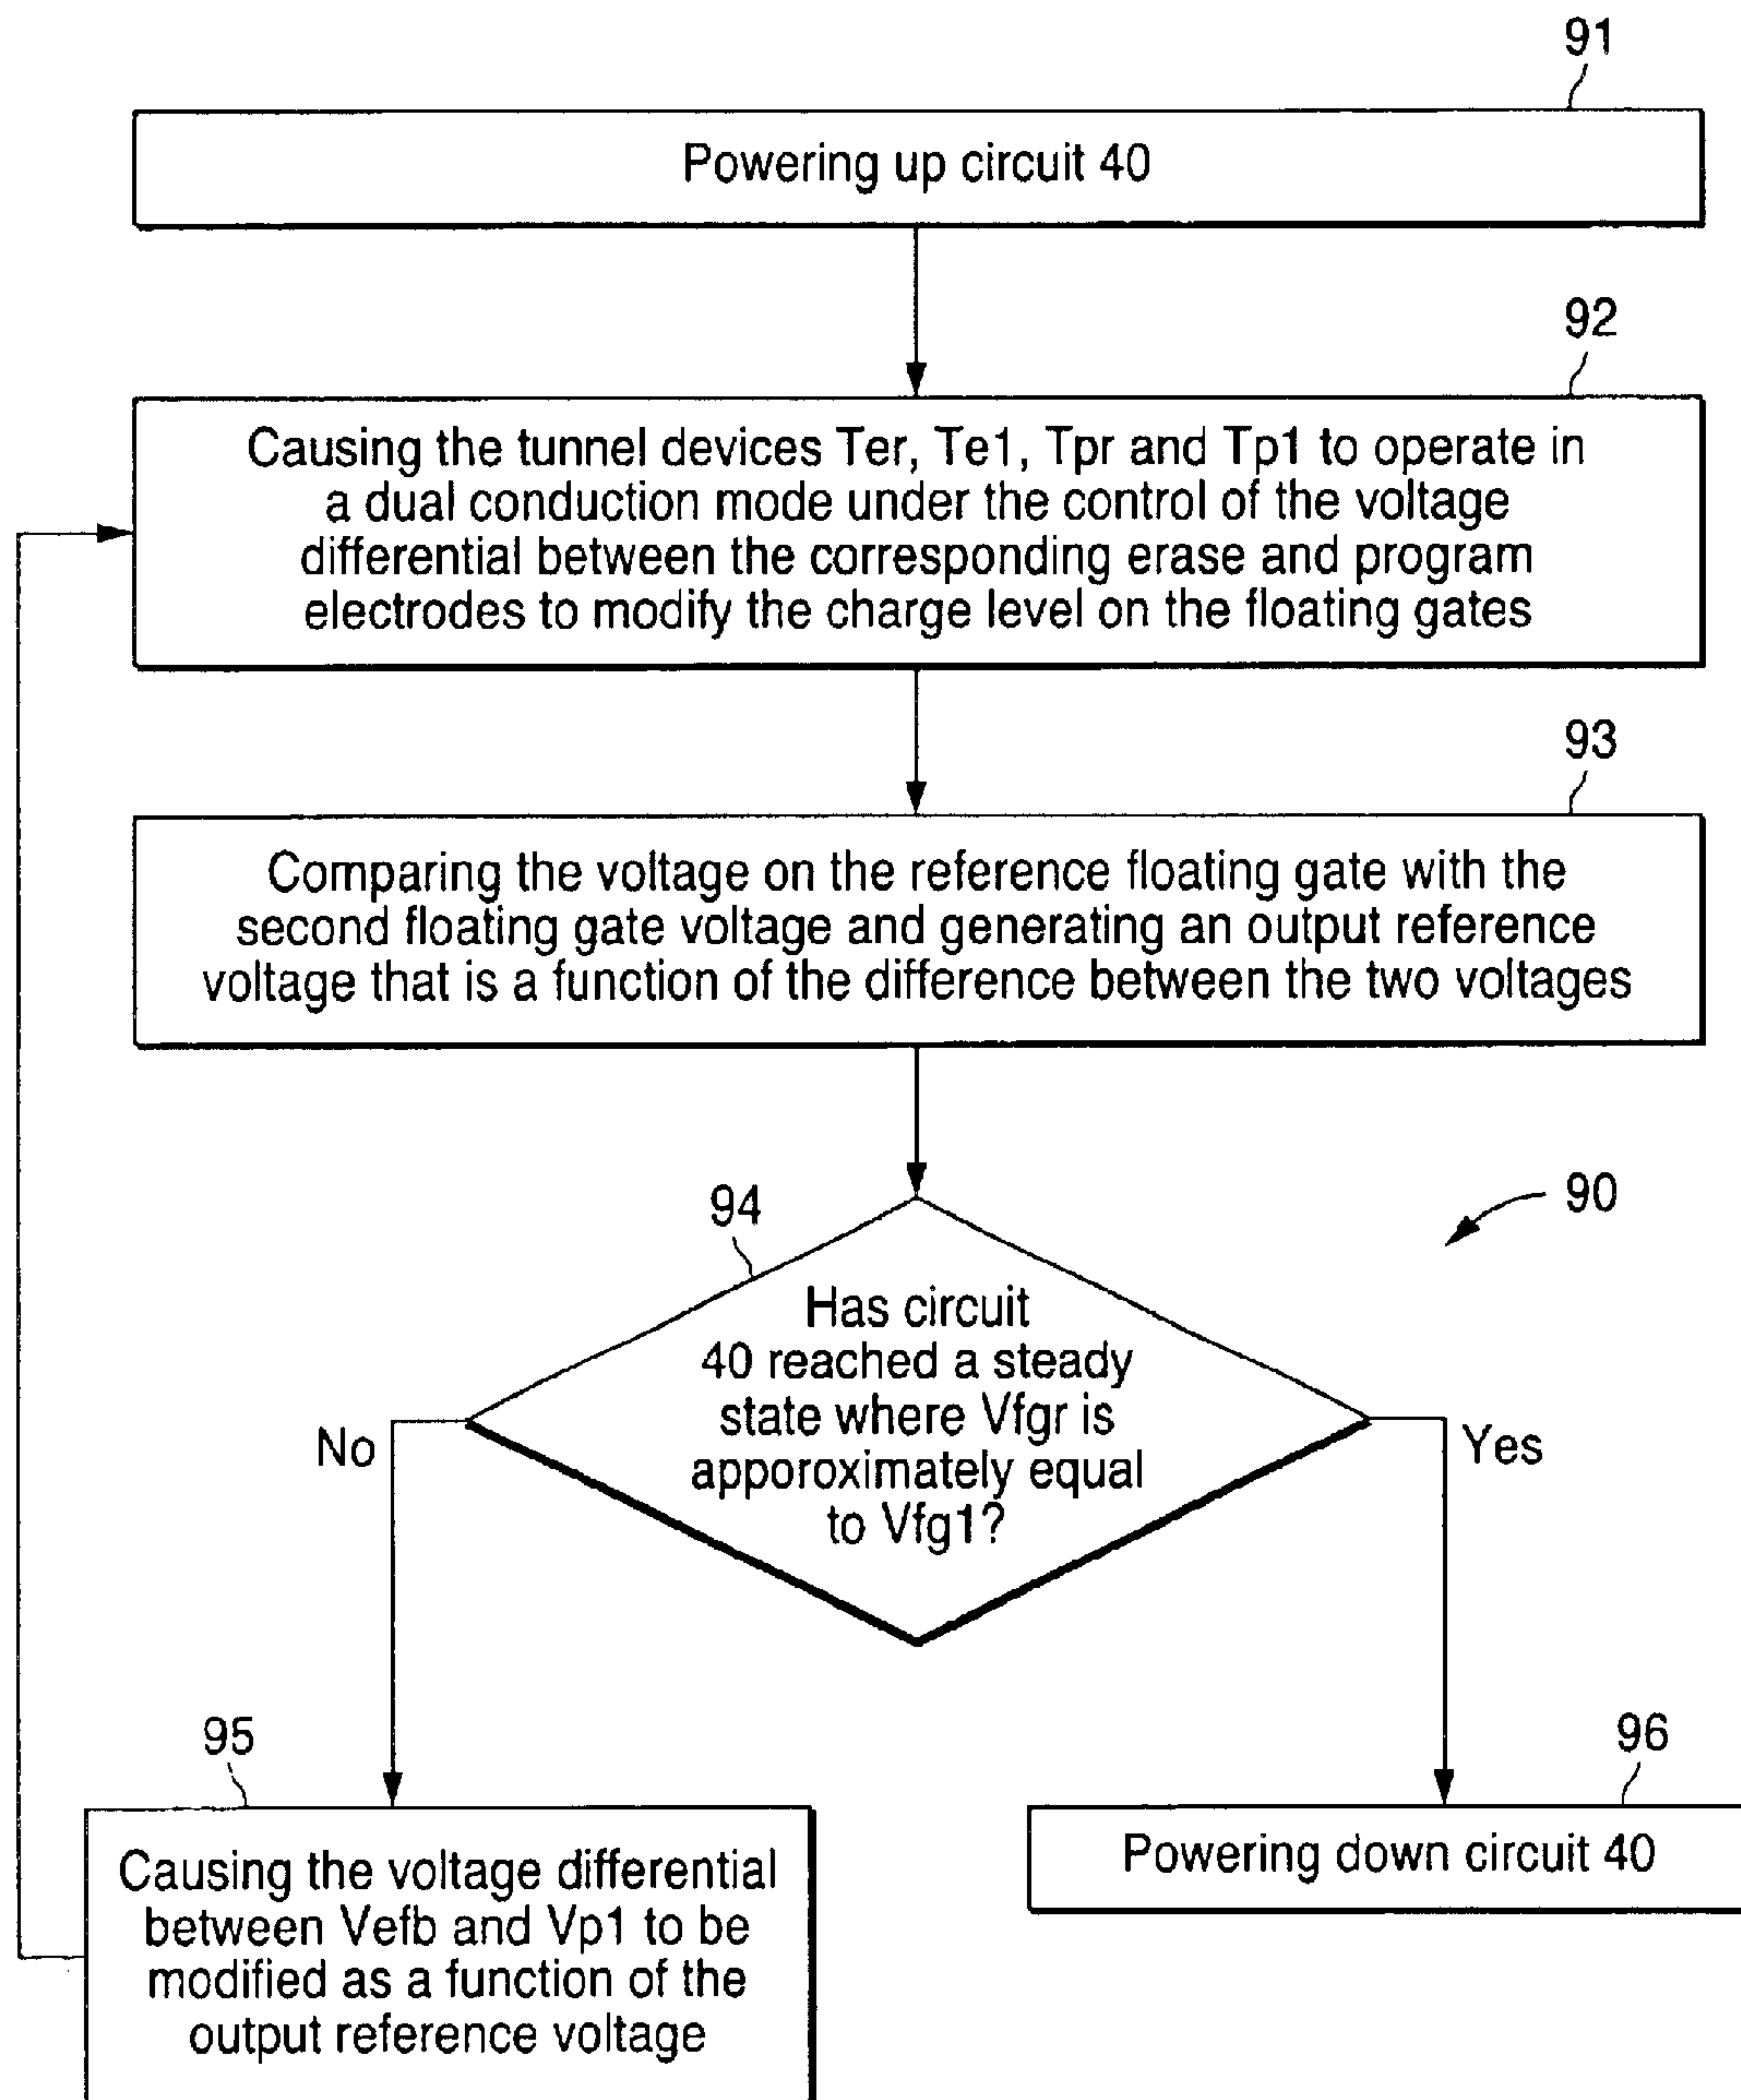 91
Powering up circuit 40
92
Causing the tunnel devices Ter, Te1, Tpr and Tp1 to operate in
a dual conduction mode under the control of the voltage
differential between the corresponding erase and program
electrodes to modify the charge level on the floating gates
93
Comparing the voltage on the reference floating gate with the
second floating gate voltage and generating an output reference
voltage that is a function of the difference between the two voltages
90
94
Has circuit
40 reached a steady
state where Vfgr is
apporoximately equal
to Vfg1?
No
Yes
95
Causing the voltage differential
between Vefb and Vp1 to be
modified as a function of the
output reference voltage
96
Powering down circuit 40